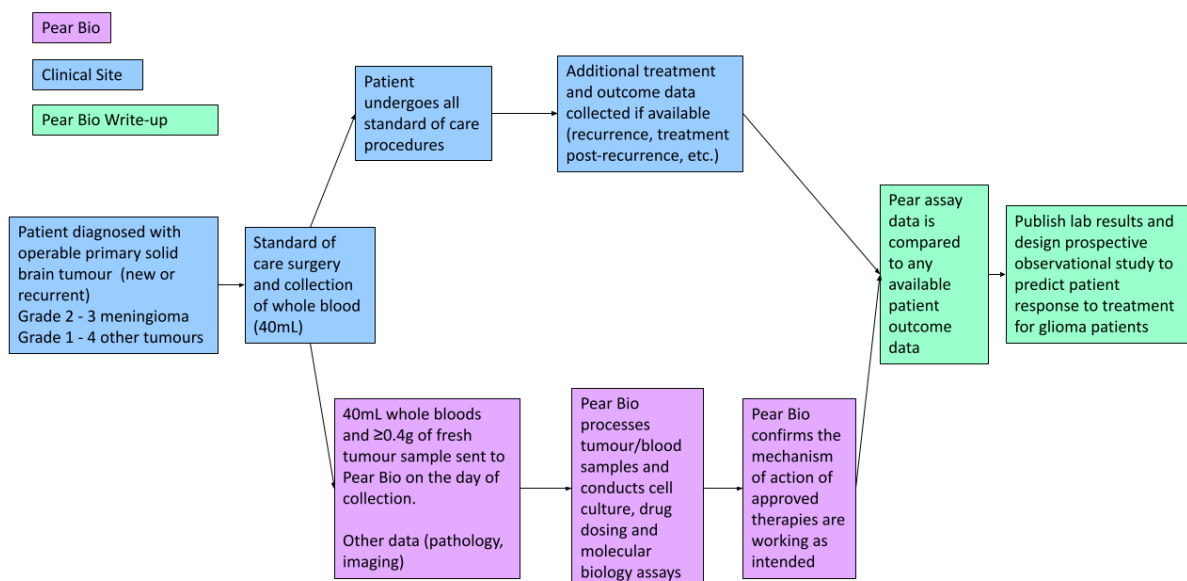 Pear Bio
Clinical Site
Pear Bio Write-up
Patient diagnosed with
operable primary solid
brain tumour  (new or
recurrent)
Grade 2 - 3 meningioma
Grade 1 - 4 other tumours
Standard of
care surgery
and collection
of whole blood
(40mL)
Patient
undergoes all
standard of care
procedures
Additional treatment
and outcome data
collected if available
(recurrence, treatment
post-recurrence, etc.)
40mL whole bloods
and ≥0.4g of fresh
tumour sample sent to
Pear Bio on the day of
collection.
Other data (pathology,
imaging)
Pear Bio
processes
tumour/blood
samples and
conducts cell
culture, drug
dosing and
molecular
biology assays
Pear Bio
confirms the
mechanism
of action of
approved
therapies are
working as
intended
Pear assay
data is
compared
to any
available
patient
outcome
data
Publish lab results and
design prospective
observational study to
predict patient
response to treatment
for glioma patients